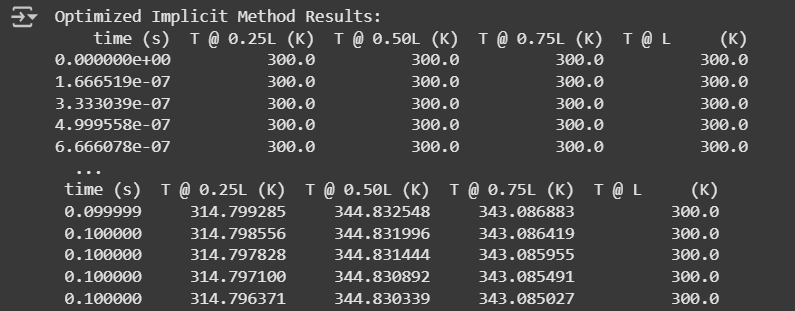 Optimized Implicit Method Results:
time (s) T @ 0.25L (K) T @ 0.50L (K) T @ 0.75L (K) T @ L (K)
0.000000e+00 300.0 300.0 300.0 300.0
1.666519e-07 300.0 300.0 300.0 300.0
3.333039e-07 300.0 300.0 300.0 300.0
4.999558e-07 300.0 300.0 300.0 300.0
6.666078e-07 300.0 300.0 300.0 300.0
...
time (s) T @ 0.25L (K) T @ 0.50L (K) T @ 0.75L (K) T @ L (K)
0.099999 314.799285 344.832548 343.086883 300.0
0.100000 314.798556 344.831996 343.086419 300.0
0.100000 314.797828 344.831444 343.085955 300.0
0.100000 314.797100 344.830892 343.085491 300.0
0.100000 314.796371 344.830339 343.085027 300.0